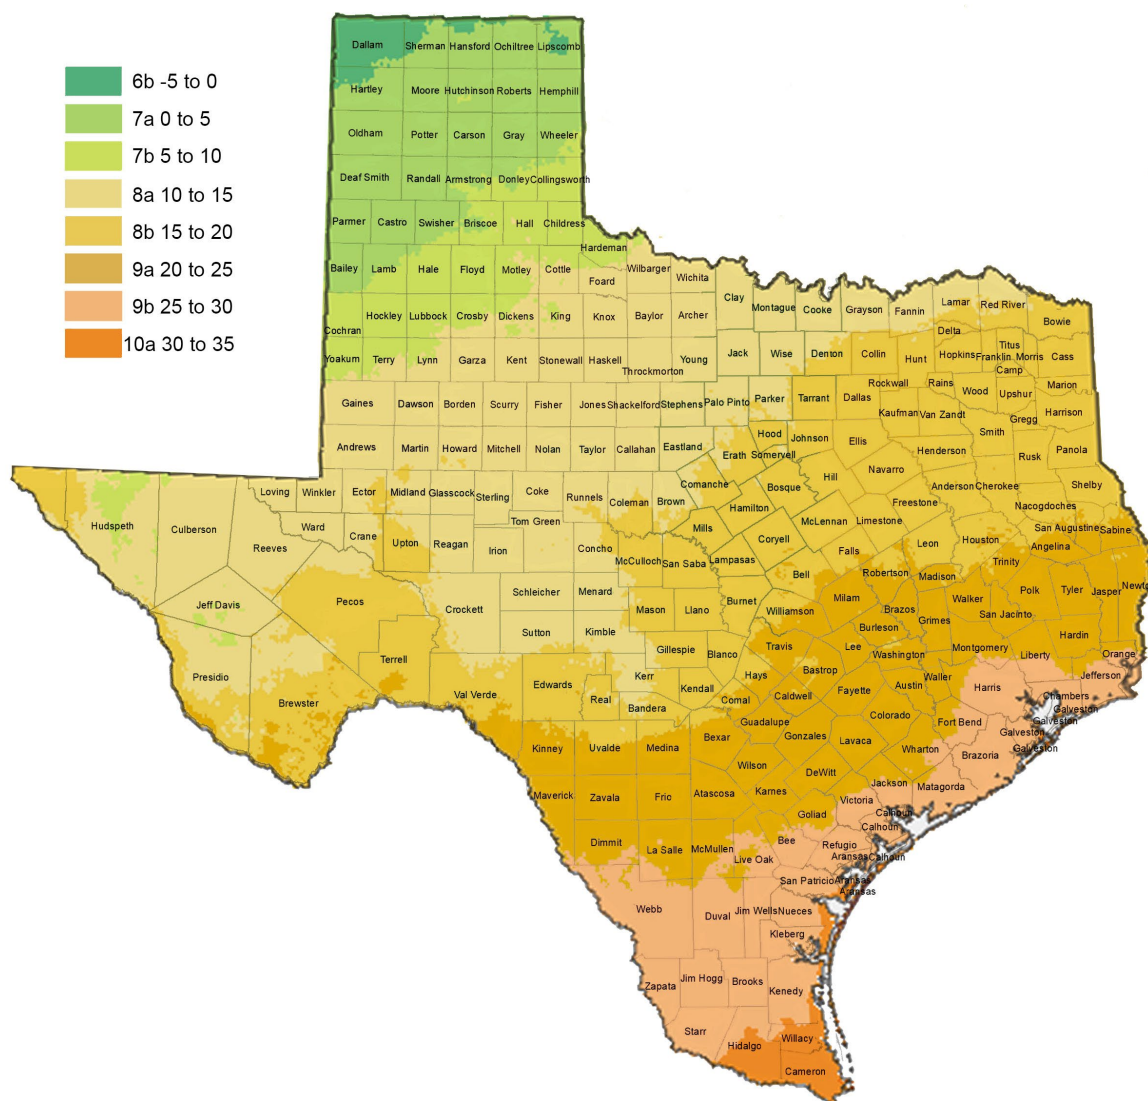 6b -5 to 0
7a 0 to 5
7b 5 to 10
8a 10 to 15
8b 15 to 20
9a 20 to 25
9b 25 to 30
10a 30 to 35
Dallam Sherman Hansford Ochiltree Lipscomb
Hartley Moore Hutchinson Roberts Hemphill
Oldham Potter Carson Gray Wheeler
Deaf Smith Randall Armstrong Donley Collingsworth
Parmer Castro Swisher Briscoe Hall Childress
Hardeman
Bailey Lamb Hale Floyd Motley Cottle Foard Wilbarger Wichita
Clay Montague Cooke Grayson Fannin Lamar Red River Bowie
Cochran Hockley Lubbock Crosby Dickens King Knox Baylor Archer
Delta Titus
Yoakum Terry Lynn Garza Kent Stonewall Haskell Throckmorton Young Jack Wise Denton Collin Hunt Hopkins Franklin Morris Cass
Camp
Gaines Dawson Borden Scurry Fisher Jones Shackelford Stephens Palo Pinto Parker Tarrant Dallas Rockwall Rains Wood Upshur Marion
Kaufman Van Zandt Gregg Harrison
Andrews Martin Howard Mitchell Nolan Taylor Callahan Eastland Hood Johnson Ellis Smith
Erath Somervell Henderson Rusk Panola
Navarro
Hudspeth Culberson Loving Winkler Ector Midland Glasscock Sterling Coke Runnels Coleman Brown Comanche Bosque Hill Anderson Cherokee Shelby
Hamilton Freestone Nacogdoches
Ward Crane Upton Reagan Irion Tom Green Concho Mills Coryell McLennan Limestone San Augustine Sabine
Reeves McCulloch San Saba Lampasas Falls Leon Houston Angelina
Trinity
Jeff Davis Pecos Crockett Schleicher Menard Mason Llano Burnet Bell Robertson Madison Polk Tyler Jasper Newto
Williamson Milam Brazos Grimes Walker San Jacinto
Sutton Kimble Burleson Hardin
Gillespie Blanco Travis Lee Washington Montgomery Liberty Orange
Presidio Terrell Kerr Hays Bastrop Waller Jefferson
Brewster Val Verde Edwards Real Bandera Kendall Comal Caldwell Fayette Austin Harris Chambers
Galveston
Kinney Uvalde Medina Bexar Guadalupe Gonzales Lavaca Colorado Fort Bend Galveston
Galveston
Galveston
Wilson Wharton Brazoria
DeWitt
Maverick Zavala Frio Atascosa Karnes Jackson Matagorda
Goliad Victoria
Calhoun
Calhoun
Dimmit La Salle McMullen Live Oak Bee Refugio
Aransas Calhoun
San Patricio Aransas
Aransas
Webb Duval Jim Wells Nueces
Kleberg
Zapata Jim Hogg Brooks Kenedy
Starr Hidalgo Willacy
Cameron